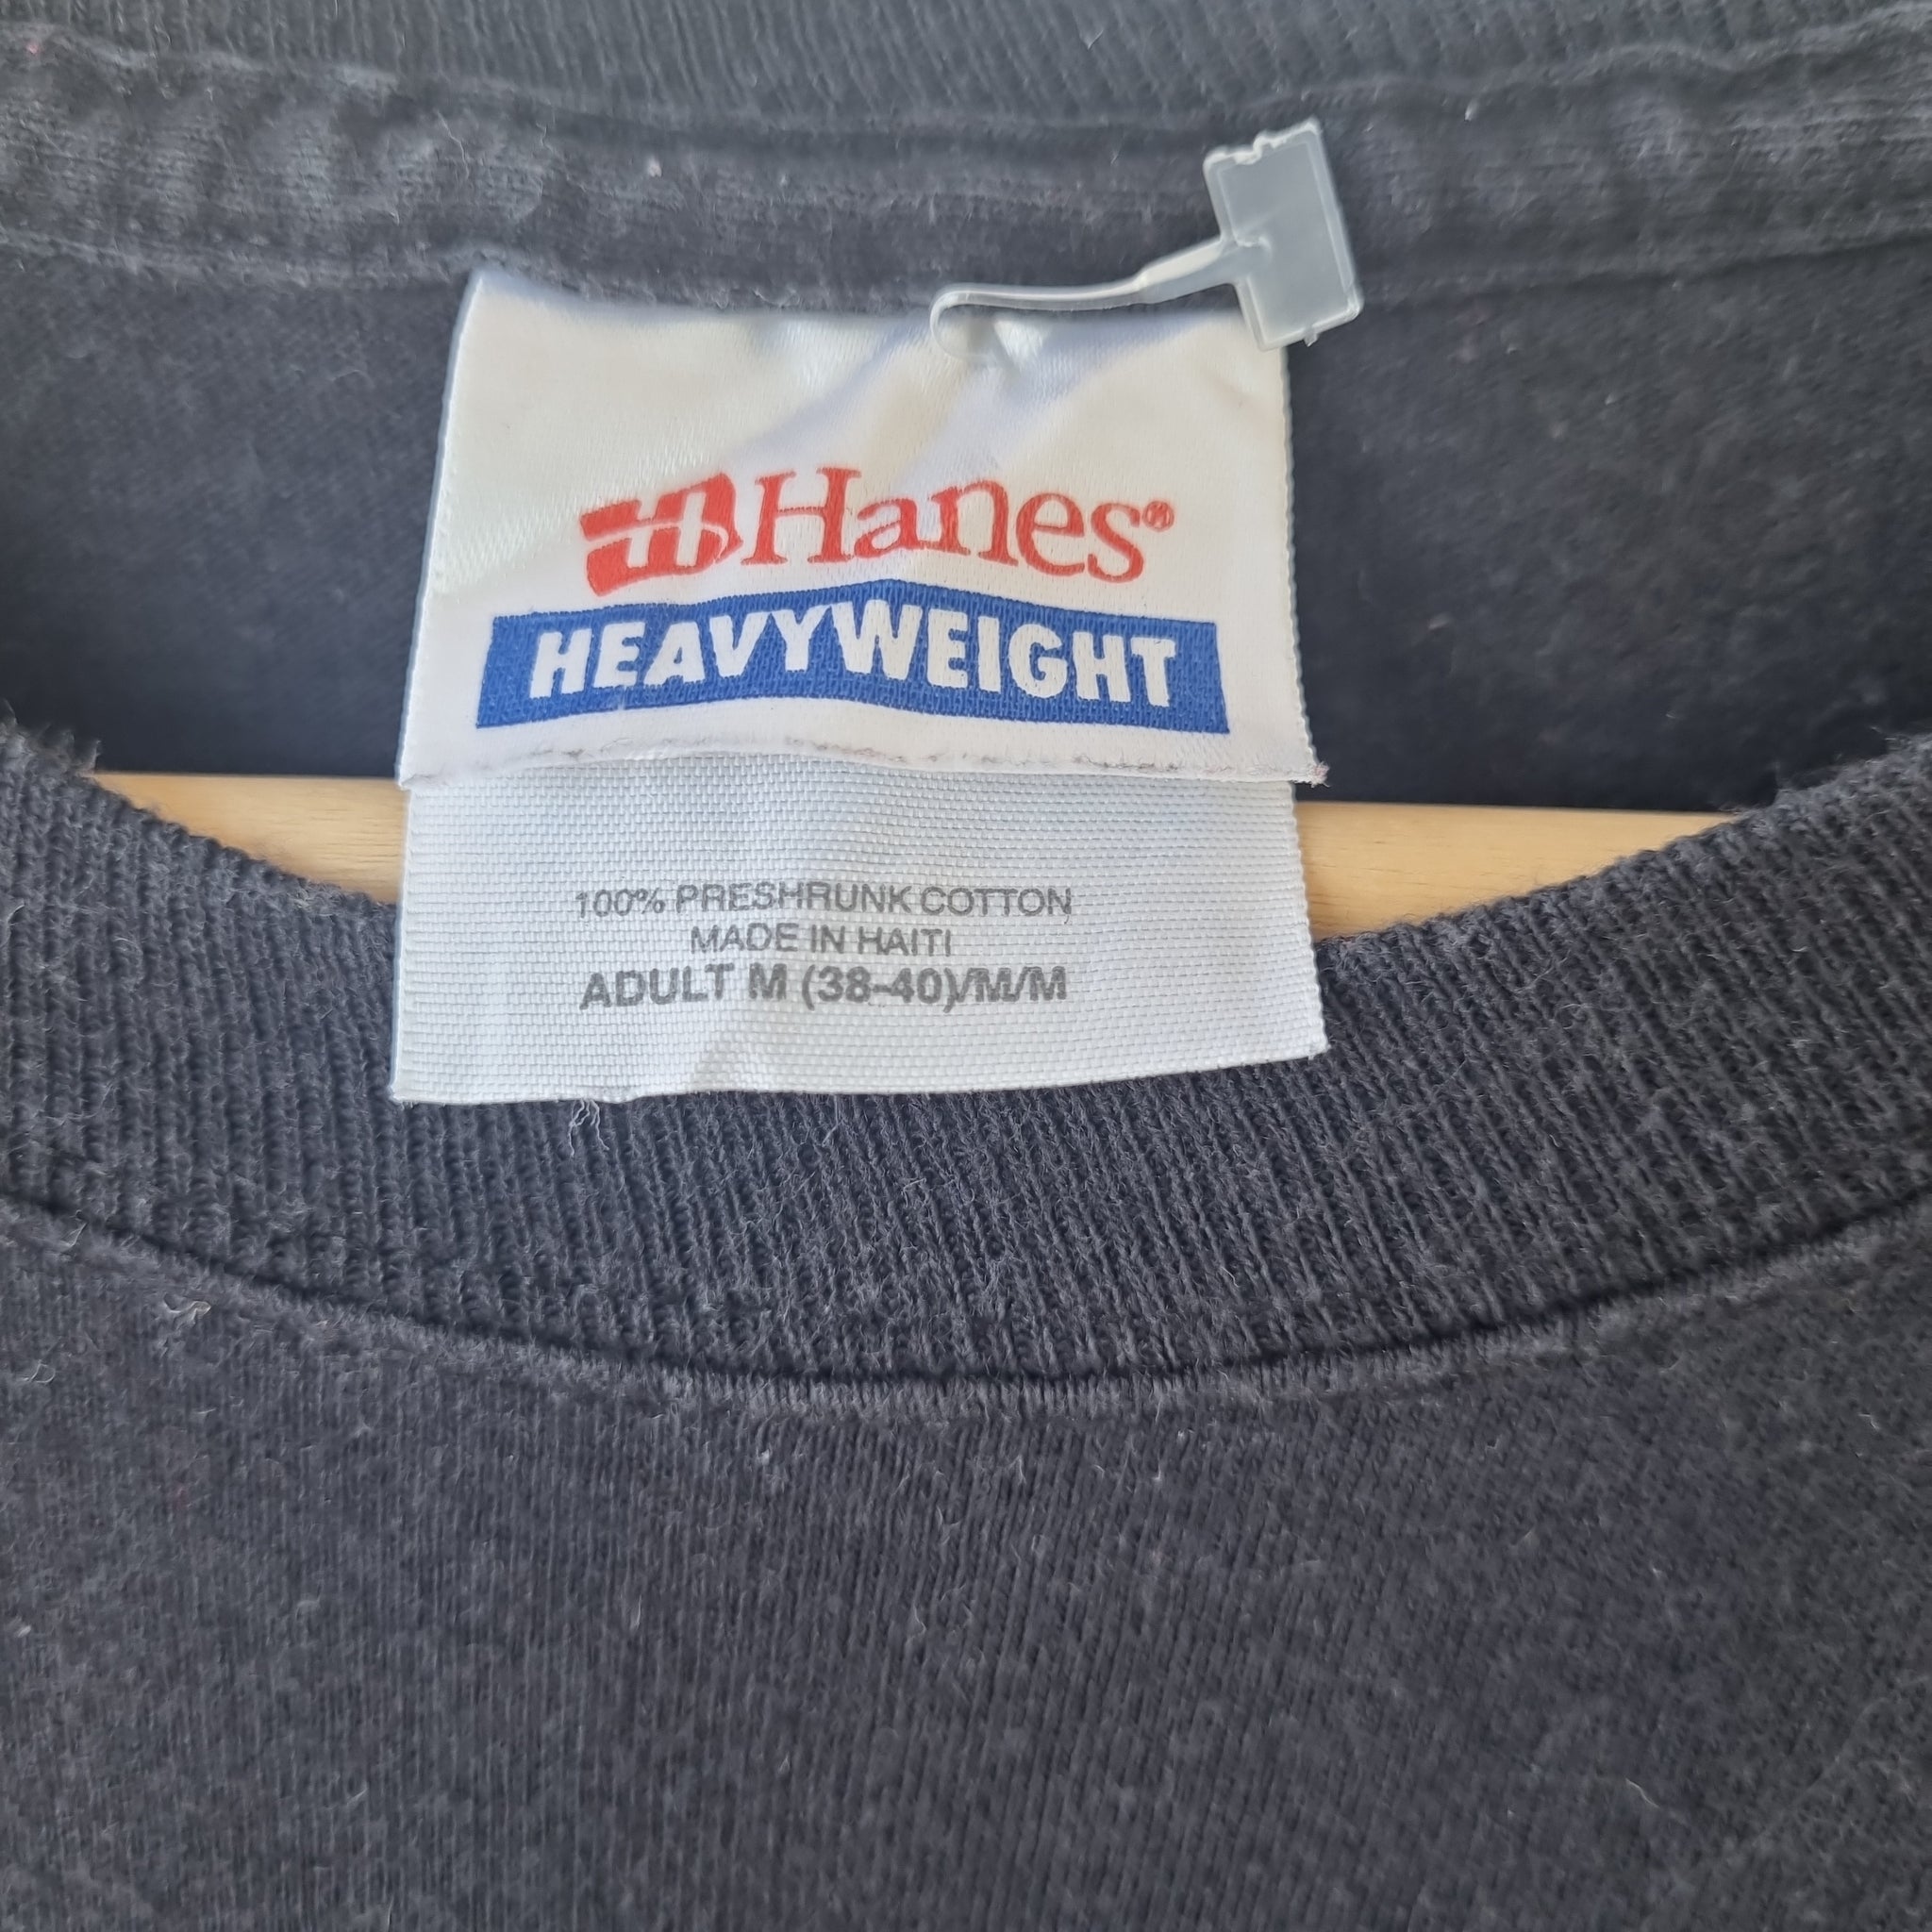 H Hanes®
HEAVYWEIGHT
100% PRESHRUNK COTTON
MADE IN HAITI
ADULT M (38-40)/M/M